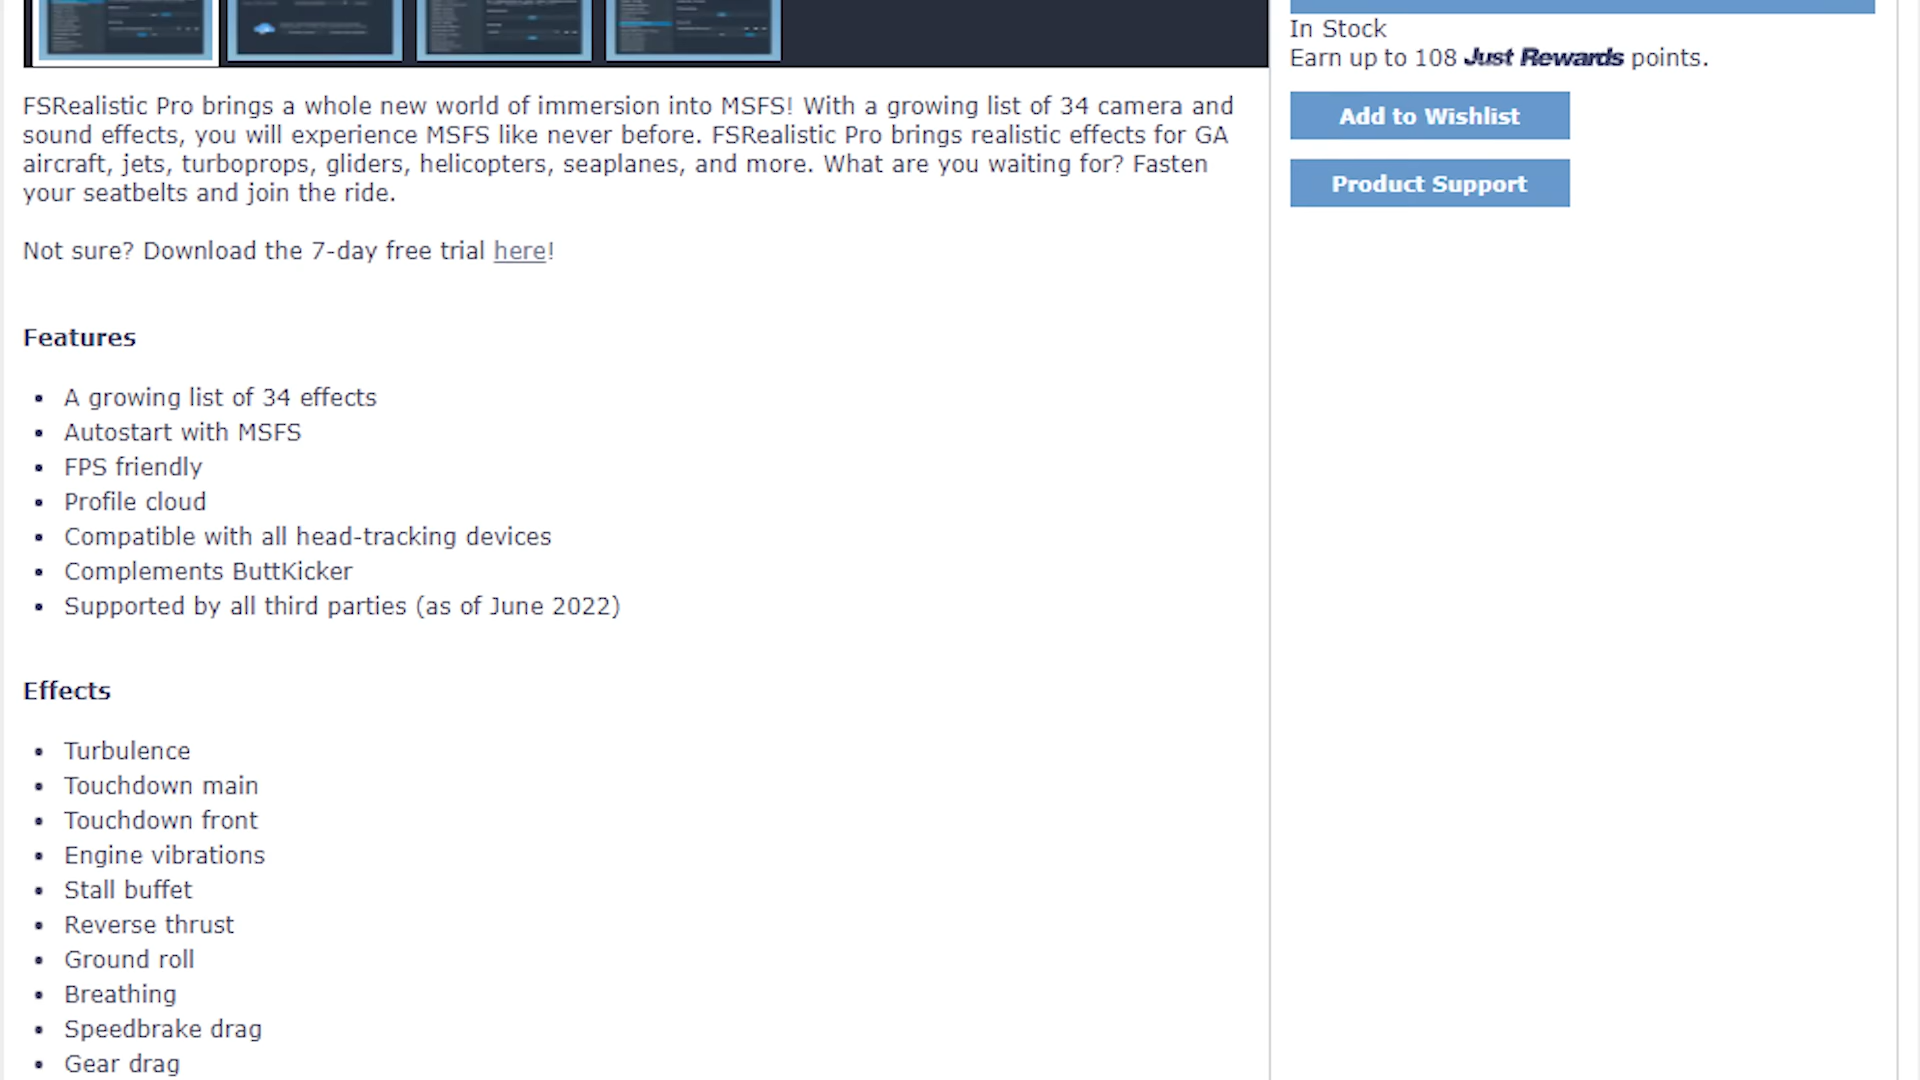 In Stock
Earn up to 108 Just Rewards points.
Add to Wishlist
Product Support
FSRealistic Pro brings a whole new world of immersion into MSFS! With a growing list of 34 camera and
sound effects, you will experience MSFS like never before. FSRealistic Pro brings realistic effects for GA
aircraft, jets, turboprops, gliders, helicopters, seaplanes, and more. What are you waiting for? Fasten
your seatbelts and join the ride.
Not sure? Download the 7-day free trial here!
Features
• A growing list of 34 effects
• Autostart with MSFS
• FPS friendly
• Profile cloud
• Compatible with all head-tracking devices
• Complements ButtKicker
• Supported by all third parties (as of June 2022)
Effects
• Turbulence
• Touchdown main
• Touchdown front
• Engine vibrations
• Stall buffet
• Reverse thrust
• Ground roll
• Breathing
• Speedbrake drag
• Gear drag